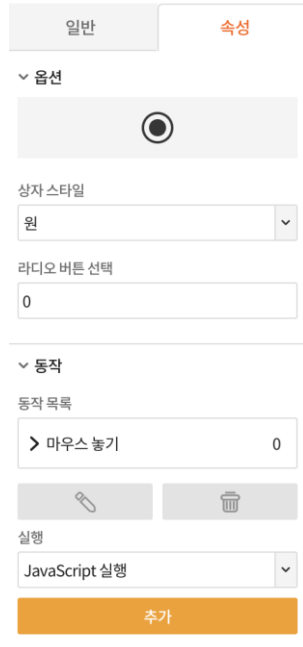 일반 속성
옵션
상자 스타일
원
라디오 버튼 선택
0
동작
동작 목록
마우스 놓기 0
실행
JavaScript 실행
추가